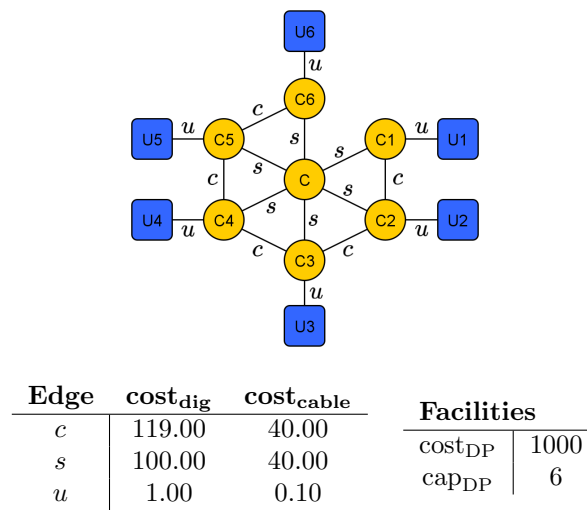 U6
u
C6
c
s
U5
u
C5
C1
u
U1
s
s
c
C
c
s
s
U4
u
C4
s
C2
u
U2
c
c
C3
u
U3
Edge cost_dig cost_cable
c 119.00 40.00
s 100.00 40.00
u 1.00 0.10
Facilities
cost_DP 1000
cap_DP 6